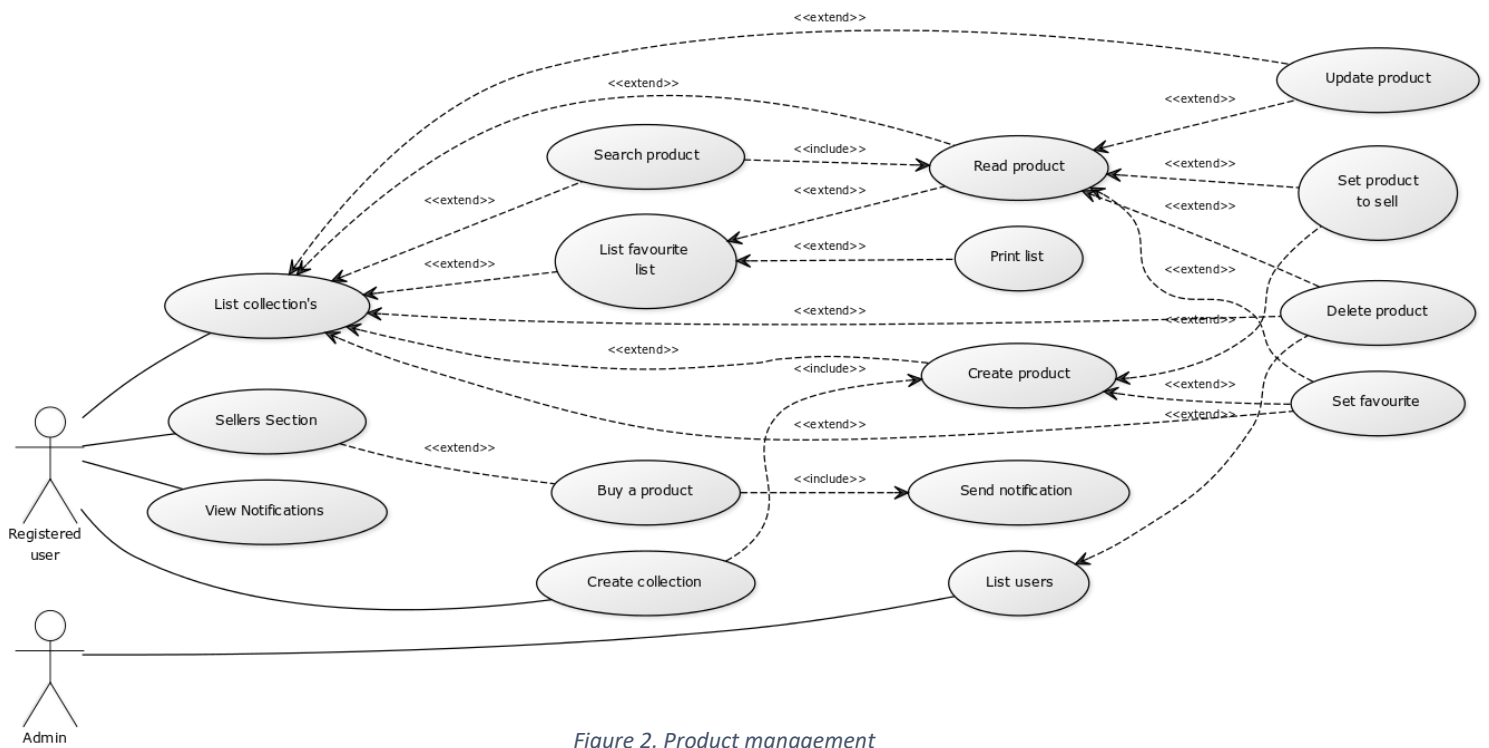 <<extend>>
Update product
<<extend>>
<<extend>>
Search product
<<include>>
Read product
<<extend>>
Set product
to sell
<<extend>>
<<extend>>
<<extend>>
List favourite
list
<<extend>>
Print list
<<extend>>
<<extend>>
List collection's
<<extend>>
<<extend>>
Delete product
<<extend>>
<<include>>
Create product
<<extend>>
Set favourite
<<extend>>
<<extend>>
Sellers Section
<<extend>>
Buy a product
<<include>>
Send notification
View Notifications
Registered
user
Create collection
List users
Admin
Figure 2. Product management